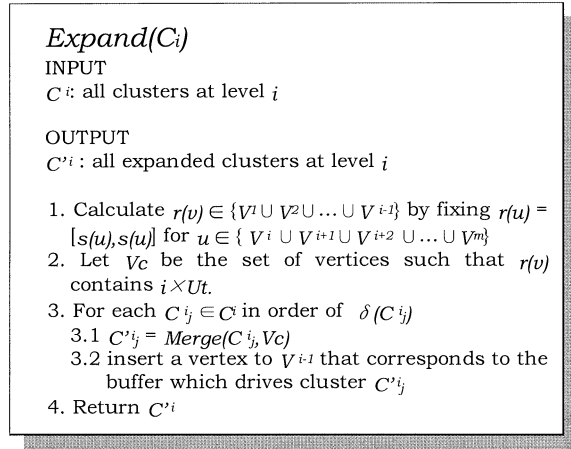 Expand(Ci)
INPUT
C i: all clusters at level i
OUTPUT
C' i : all expanded clusters at level i
1. Calculate r(v) ∈ {V1 ∪ V2 ∪ ... ∪ V i-1} by fixing r(u) =
[s(u),s(u)] for u ∈ { V i ∪ V i+1 ∪ V i+2 ∪ ... ∪ Vm}
2. Let Vc be the set of vertices such that r(v)
contains i×Ut.
3. For each C ij ∈ Ci in order of δ(C ij)
3.1 C' ij = Merge(C ij,Vc)
3.2 insert a vertex to V i-1 that corresponds to the
buffer which drives cluster C' ij
4. Return C' i